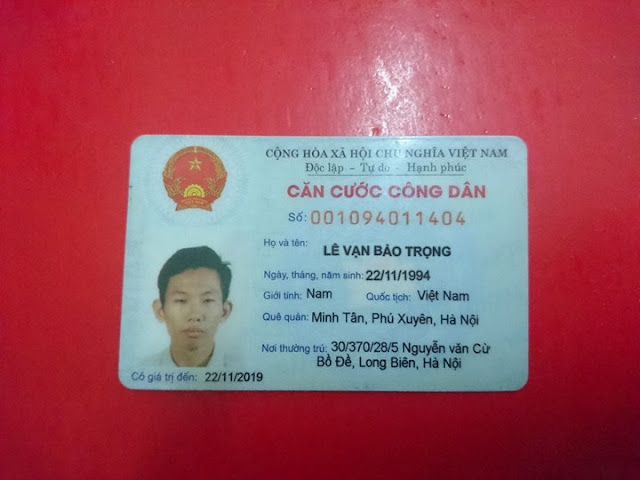 CỘNG HÒA XÃ HỘI CHỦ NGHĨA VIỆT NAM
Độc lập - Tự do - Hạnh phúc
CĂN CƯỚC CÔNG DÂN
Số: 001094011404
Họ và tên:
LÊ VẠN BẢO TRỌNG
Ngày, tháng, năm sinh: 22/11/1994
Giới tính: Nam Quốc tịch: Việt Nam
Quê quán: Minh Tân, Phú Xuyên, Hà Nội
Nơi thường trú: 30/370/28/5 Nguyễn văn Cừ
Bồ Đề, Long Biên, Hà Nội
Có giá trị đến: 22/11/2019